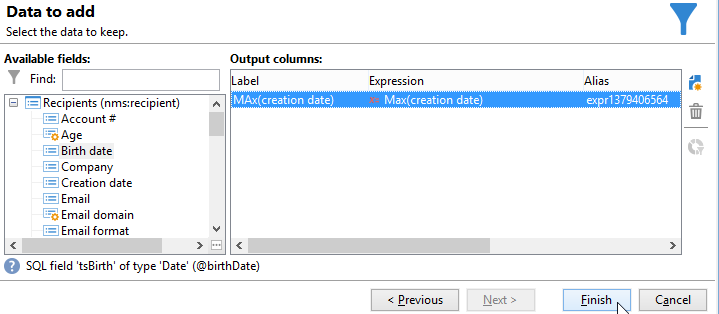 Data to add
Select the data to keep.
Available fields:
Find:
Recipients (nms:recipient)
Account #
Age
Birth date
Company
Creation date
Email
Email domain
Email format
Output columns:
Label Expression Alias
MAx(creation date) Max(creation date) expr1379406564
SQL field 'tsBirth' of type 'Date' (@birthDate)
< Previous Next > Finish Cancel